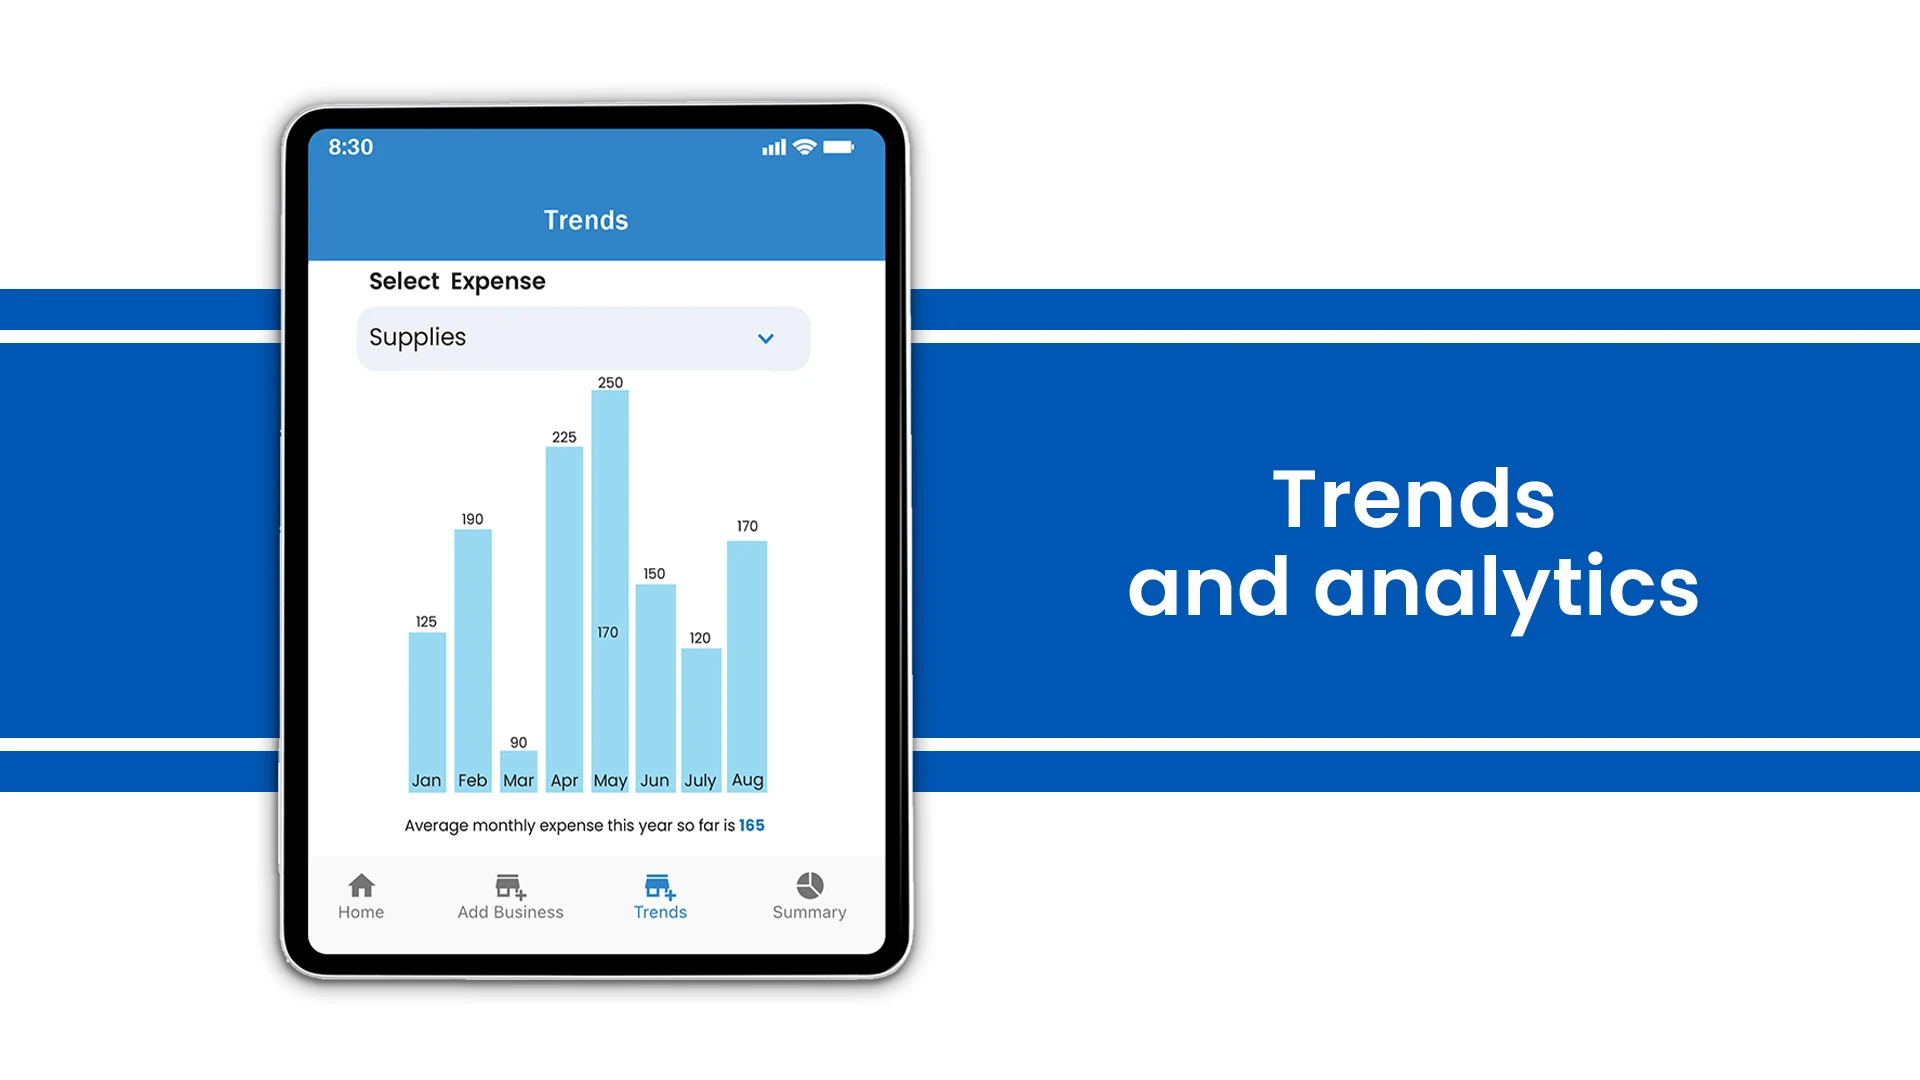 8:30
Trends
Select Expense
Supplies
250
225
190
170
150
125
170
120
90
Jan Feb Mar Apr May Jun July Aug
Average monthly expense this year so far is 165
Home Add Business Trends Summary
Trends
and analytics